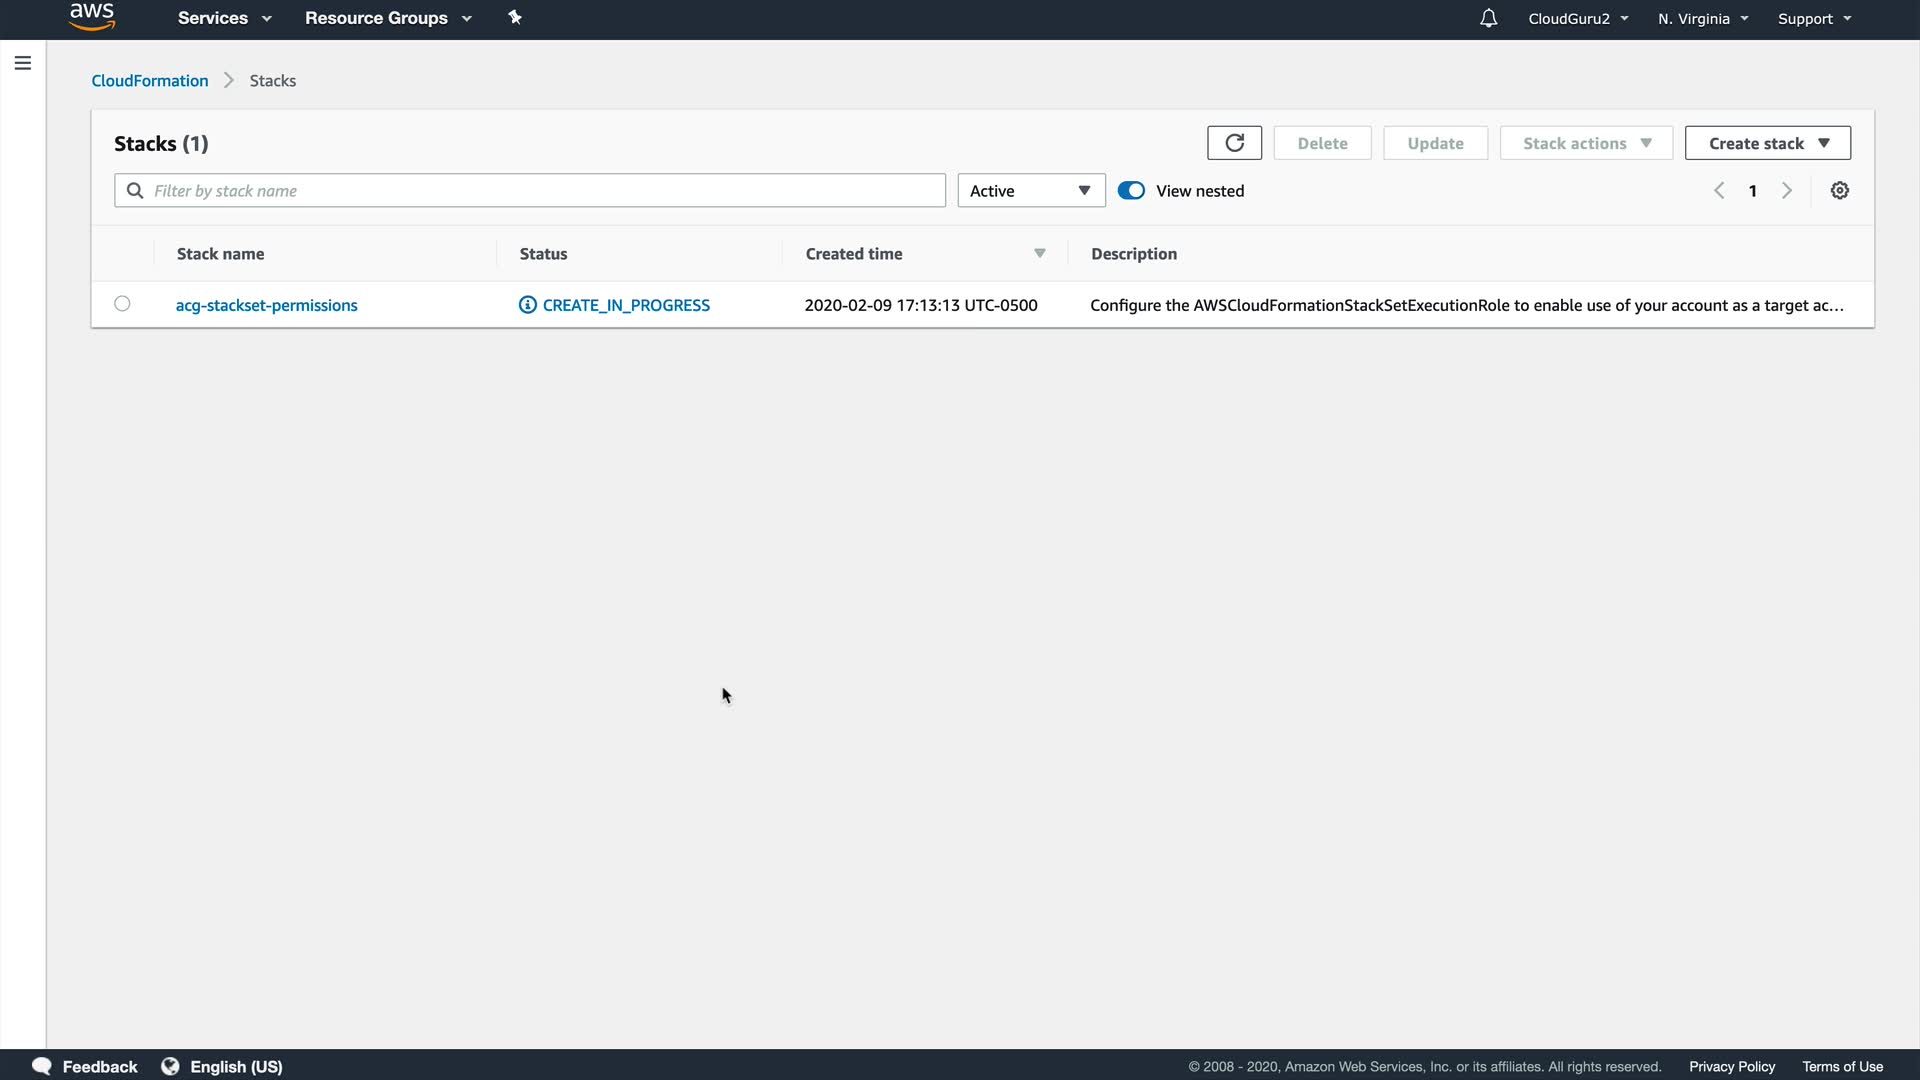 aws Services Resource Groups CloudGuru2 N. Virginia Support
CloudFormation Stacks
Stacks (1) Delete Update Stack actions Create stack
Filter by stack name Active View nested 1
Stack name Status Created time Description
acg-stackset-permissions CREATE_IN_PROGRESS 2020-02-09 17:13:13 UTC-0500 Configure the AWSCloudFormationStackSetExecutionRole to enable use of your account as a target ac...
Feedback English (US) © 2008 - 2020, Amazon Web Services, Inc. or its affiliates. All rights reserved. Privacy Policy Terms of Use